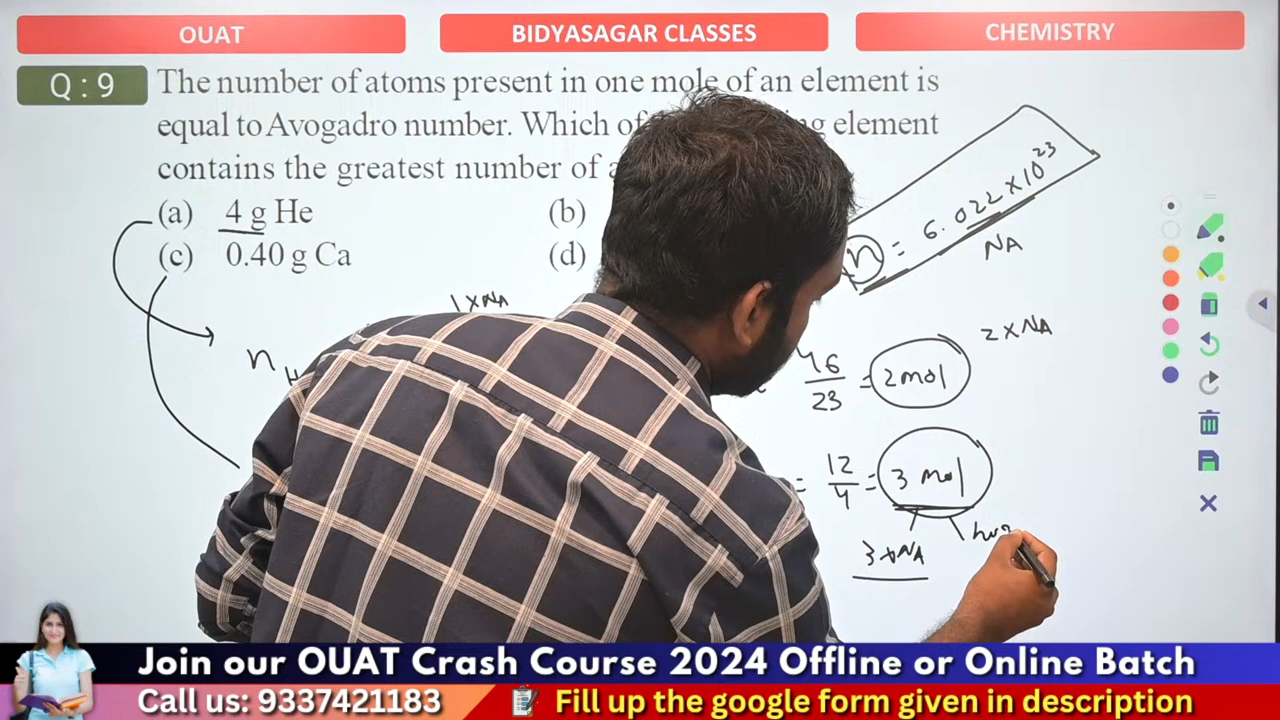 OUAT
BIDYASAGAR CLASSES
CHEMISTRY
Q : 9
The number of atoms present in one mole of an element is
equal to Avogadro number. Which of element
contains the greatest number of
(a) 4 g He
(b)
(c) 0.40 g Ca
(d)
n = 6.022 × 10²³
NA
1 × NA
n
46/23 = 2 mol
2 × NA
= 12/4 = 3 mol
3 × NA
Join our OUAT Crash Course 2024 Offline or Online Batch
Call us: 9337421183
Fill up the google form given in description